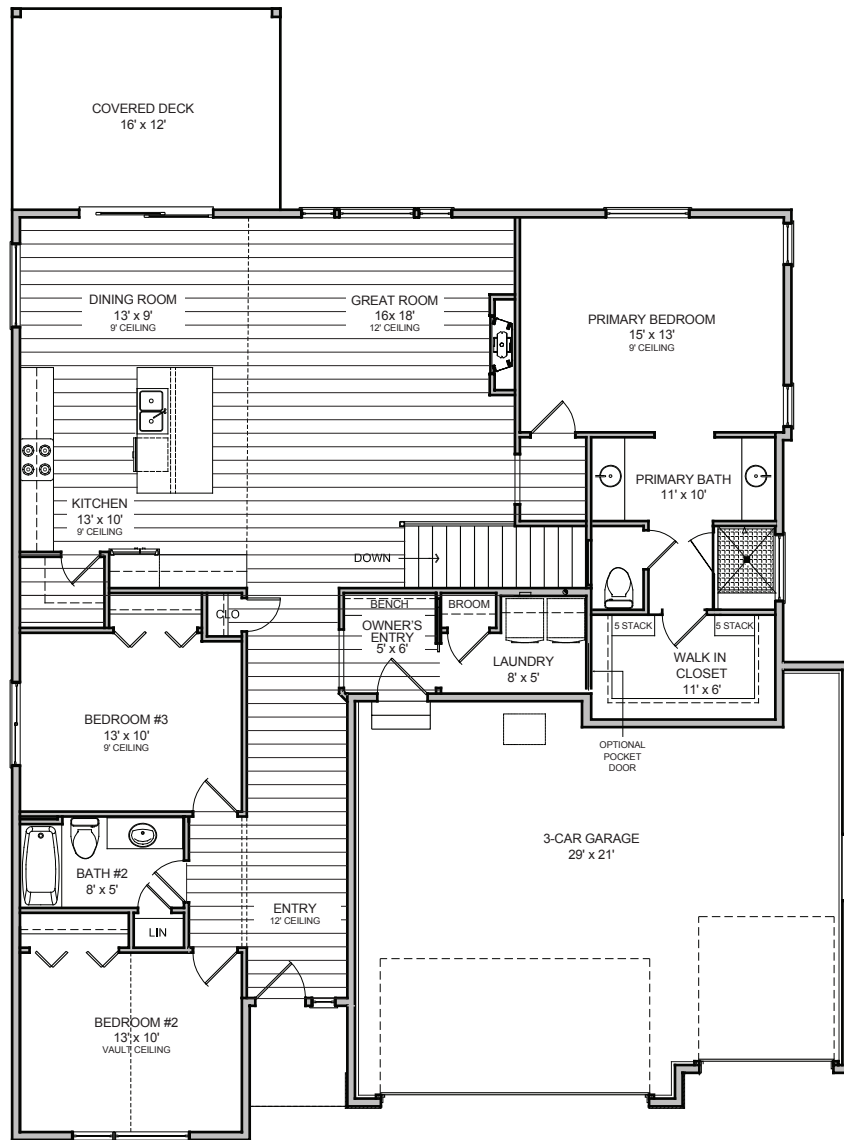 COVERED DECK
16' x 12'
DINING ROOM
13' x 9'
9' CEILING
GREAT ROOM
16x 18'
12' CEILING
PRIMARY BEDROOM
15' x 13'
9' CEILING
PRIMARY BATH
11' x 10'
KITCHEN
13' x 10'
9' CEILING
DOWN
BENCH
OWNER'S
ENTRY
5' x 6'
BROOM
LAUNDRY
8' x 5'
CLO
5 STACK
5 STACK
WALK IN
CLOSET
11' x 6'
BEDROOM #3
13' x 10'
9' CEILING
OPTIONAL
POCKET
DOOR
3-CAR GARAGE
29' x 21'
BATH #2
8' x 5'
LIN
ENTRY
12' CEILING
BEDROOM #2
13' x 10'
VAULT CEILING